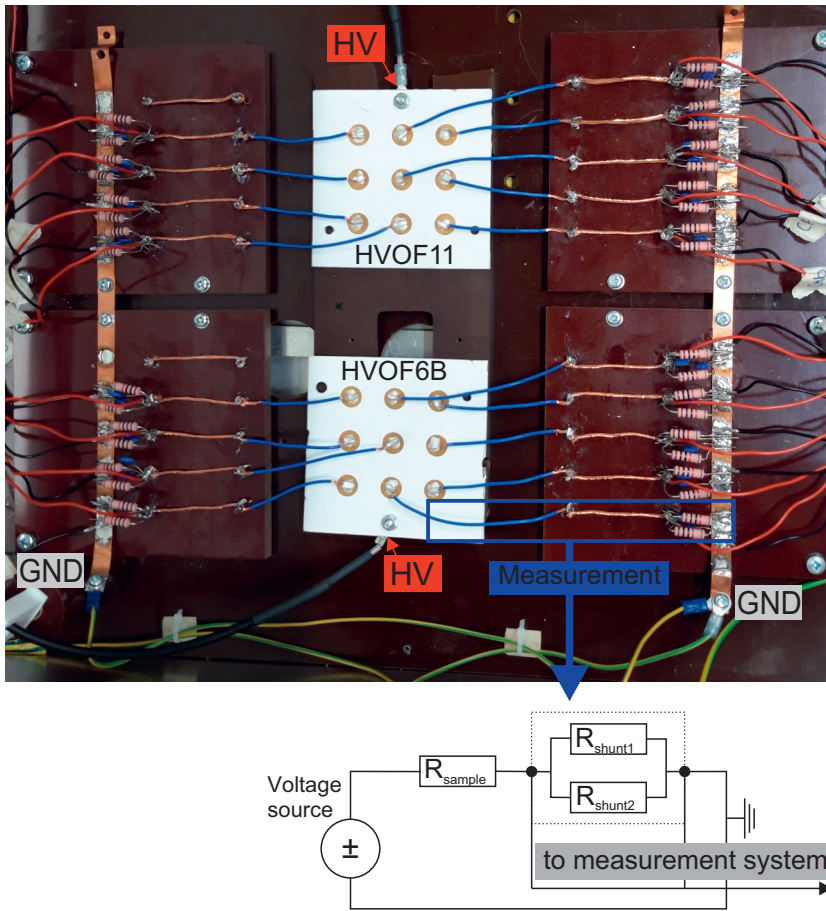 HV
HVOF11
HVOF6B
GND
HV
Measurement
GND
Rshunt1
Rsample
Voltage
source
Rshunt2
±
to measurement system